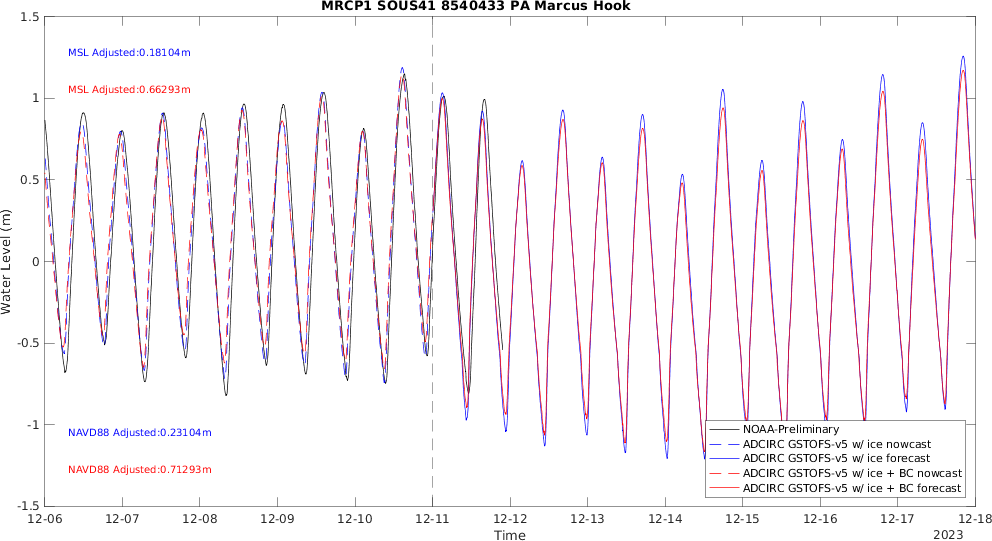 MRCP1 SOUS41 8540433 PA Marcus Hook
1.5
1
0.5
0
-0.5
-1
-1.5
Water Level (m)
MSL Adjusted:0.18104m
MSL Adjusted:0.66293m
NAVD88 Adjusted:0.23104m
NAVD88 Adjusted:0.71293m
NOAA-Preliminary
ADCIRC GSTOFS-v5 w/ ice nowcast
ADCIRC GSTOFS-v5 w/ ice forecast
ADCIRC GSTOFS-v5 w/ ice + BC nowcast
ADCIRC GSTOFS-v5 w/ ice + BC forecast
12-06 12-07 12-08 12-09 12-10 12-11 12-12 12-13 12-14 12-15 12-16 12-17 12-18
Time
2023